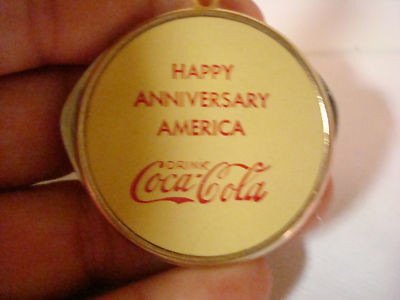 HAPPY
ANNIVERSARY
AMERICA
DRINK
Coca-Cola